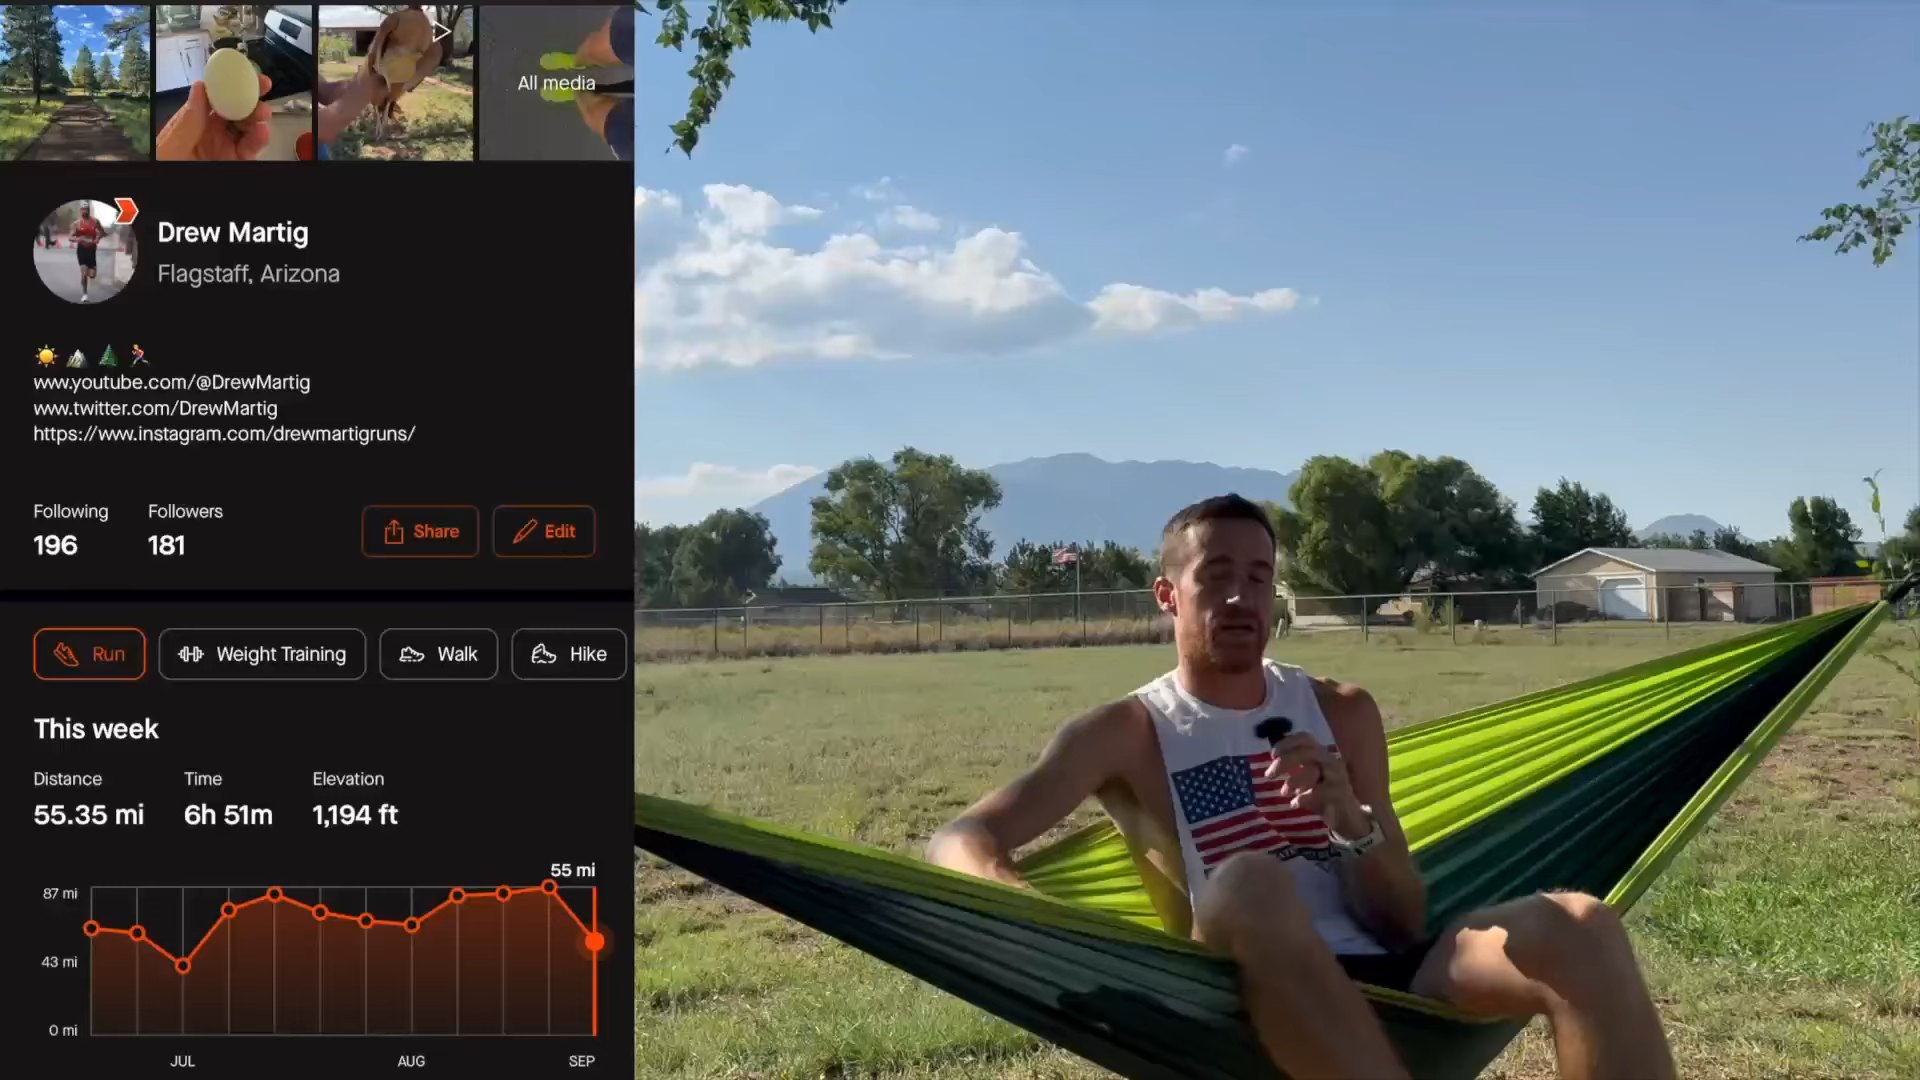 All media
Drew Martig
Flagstaff, Arizona
www.youtube.com/@DrewMartig
www.twitter.com/DrewMartig
https://www.instagram.com/drewmartigruns/
Following
Followers
196
181
Share
Edit
Run
Weight Training
Walk
Hike
This week
Distance
Time
Elevation
55.35 mi
6h 51m
1,194 ft
55 mi
87 mi
43 mi
0 mi
JUL
AUG
SEP